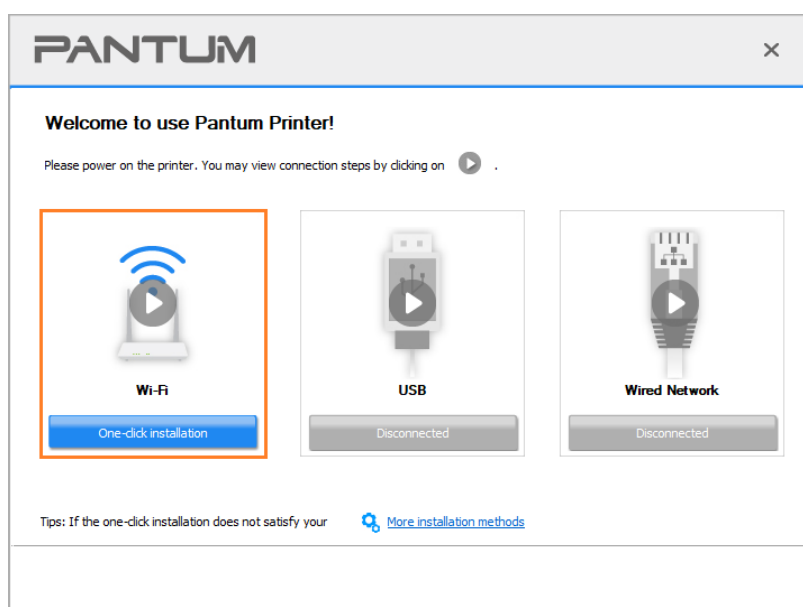 PANTUM
Welcome to use Pantum Printer!
Please power on the printer. You may view connection steps by clicking on .
Wi-Fi
USB
Wired Network
One-click installation
Disconnected
Disconnected
Tips: If the one-click installation does not satisfy your
More installation methods